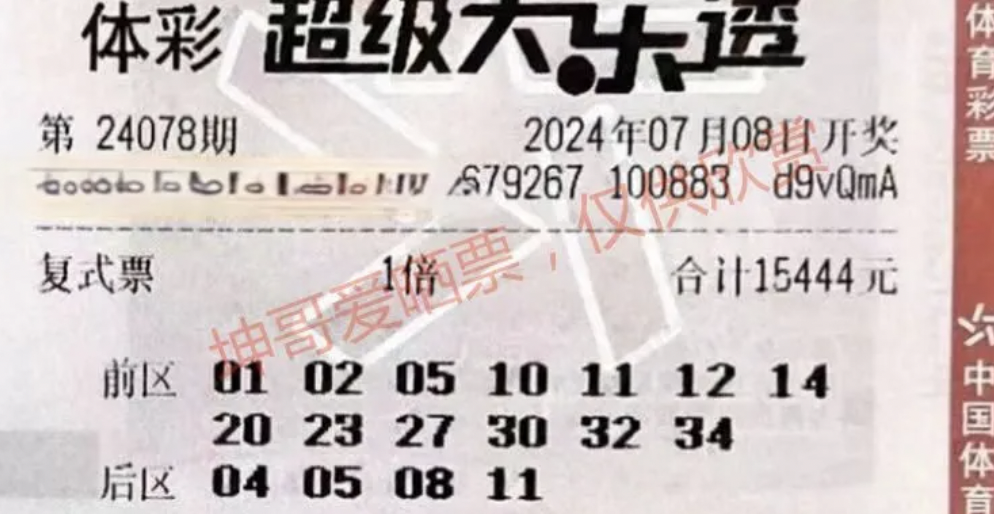 体彩 超级大乐透
第 24078期 2024年07月08日开奖
679267 100883 d9vQmA
复式票 1倍 合计15444元
坤哥爱晒票,仅供欣赏
前区 01 02 05 10 11 12 14
20 23 27 30 32 34
后区 04 05 08 11
体育彩票
中国体育